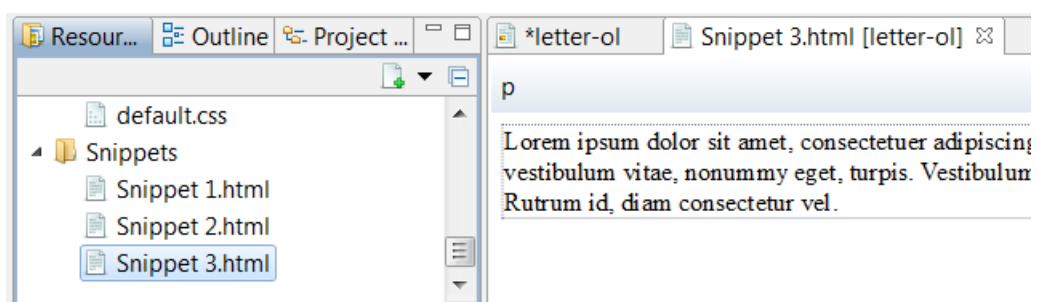 Resour...
Outline
Project ...
*letter-ol
Snippet 3.html [letter-ol]
default.css
Snippets
Snippet 1.html
Snippet 2.html
Snippet 3.html
p
Lorem ipsum dolor sit amet, consectetuer adipiscing
vestibulum vitae, nonummy eget, turpis. Vestibulum
Rutrum id, diam consectetur vel.